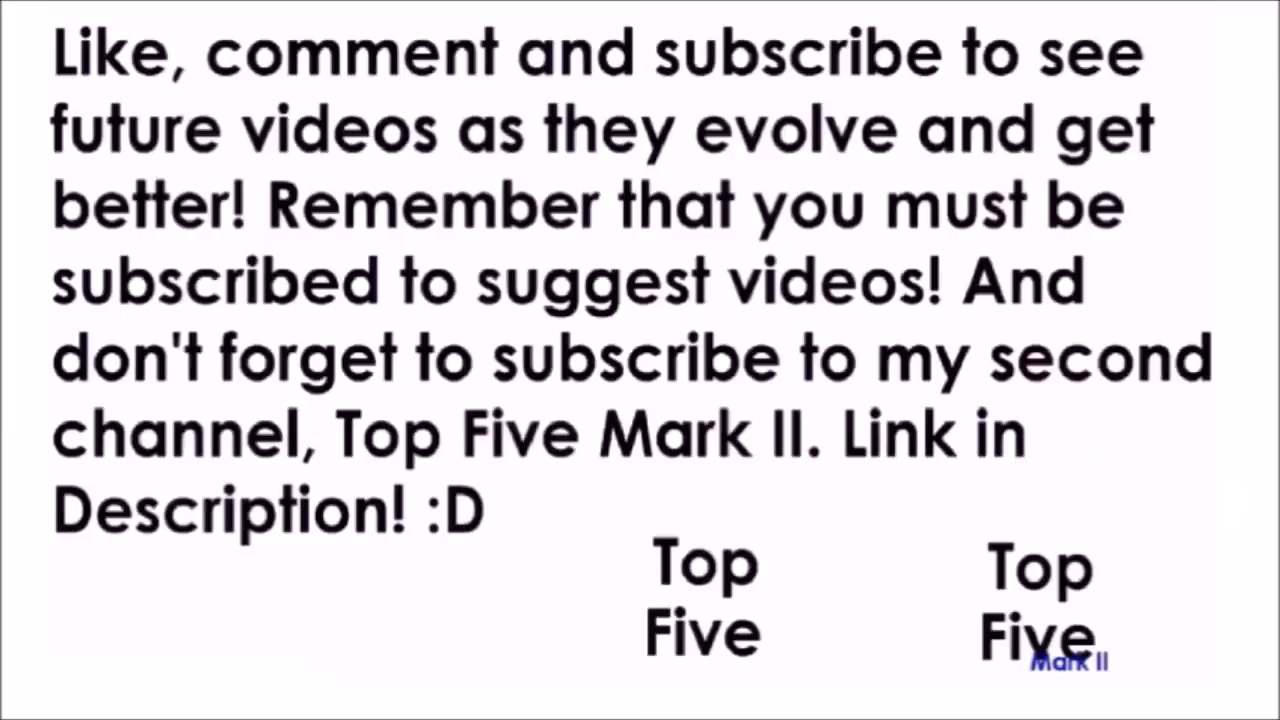 Like, comment and subscribe to see
future videos as they evolve and get
better! Remember that you must be
subscribed to suggest videos! And
don't forget to subscribe to my second
channel, Top Five Mark II. Link in
Description! :D
Top
Five
Top
Five
Mark II